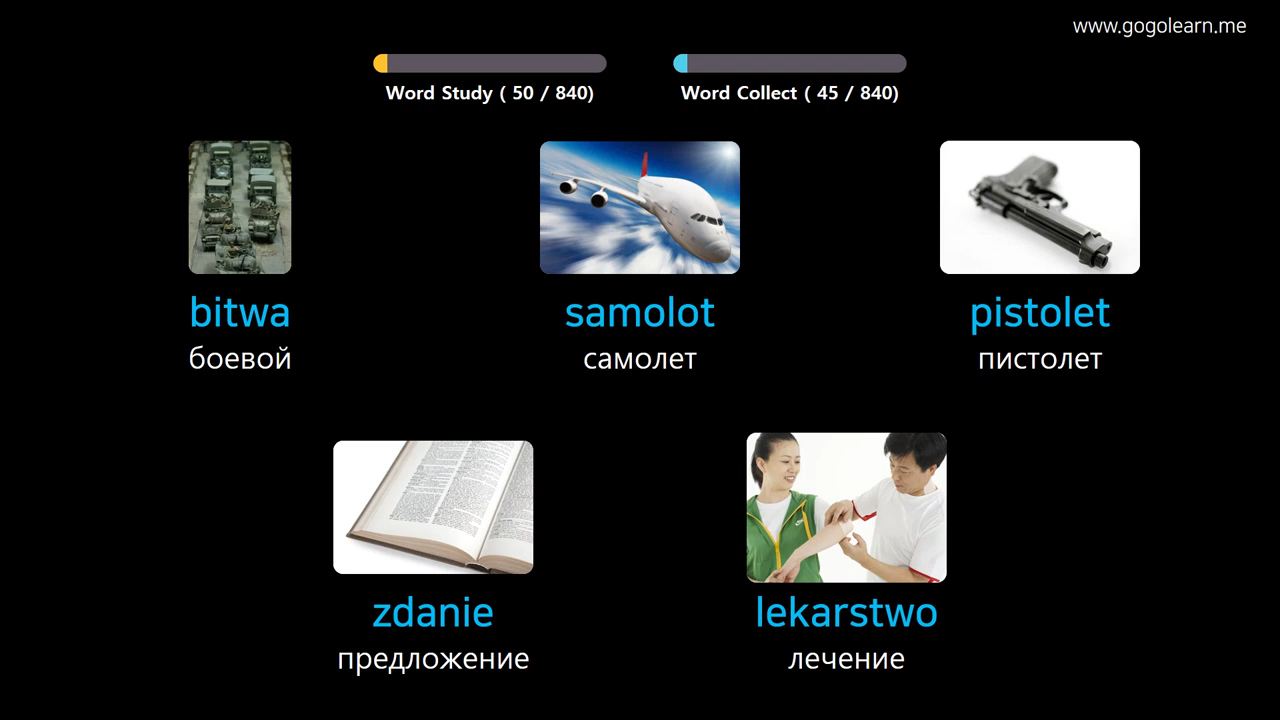 www.gogolearn.me
Word Study ( 50 / 840)
Word Collect ( 45 / 840)
bitwa
боевой
samolot
самолет
pistolet
пистолет
zdanie
предложение
lekarstwo
лечение